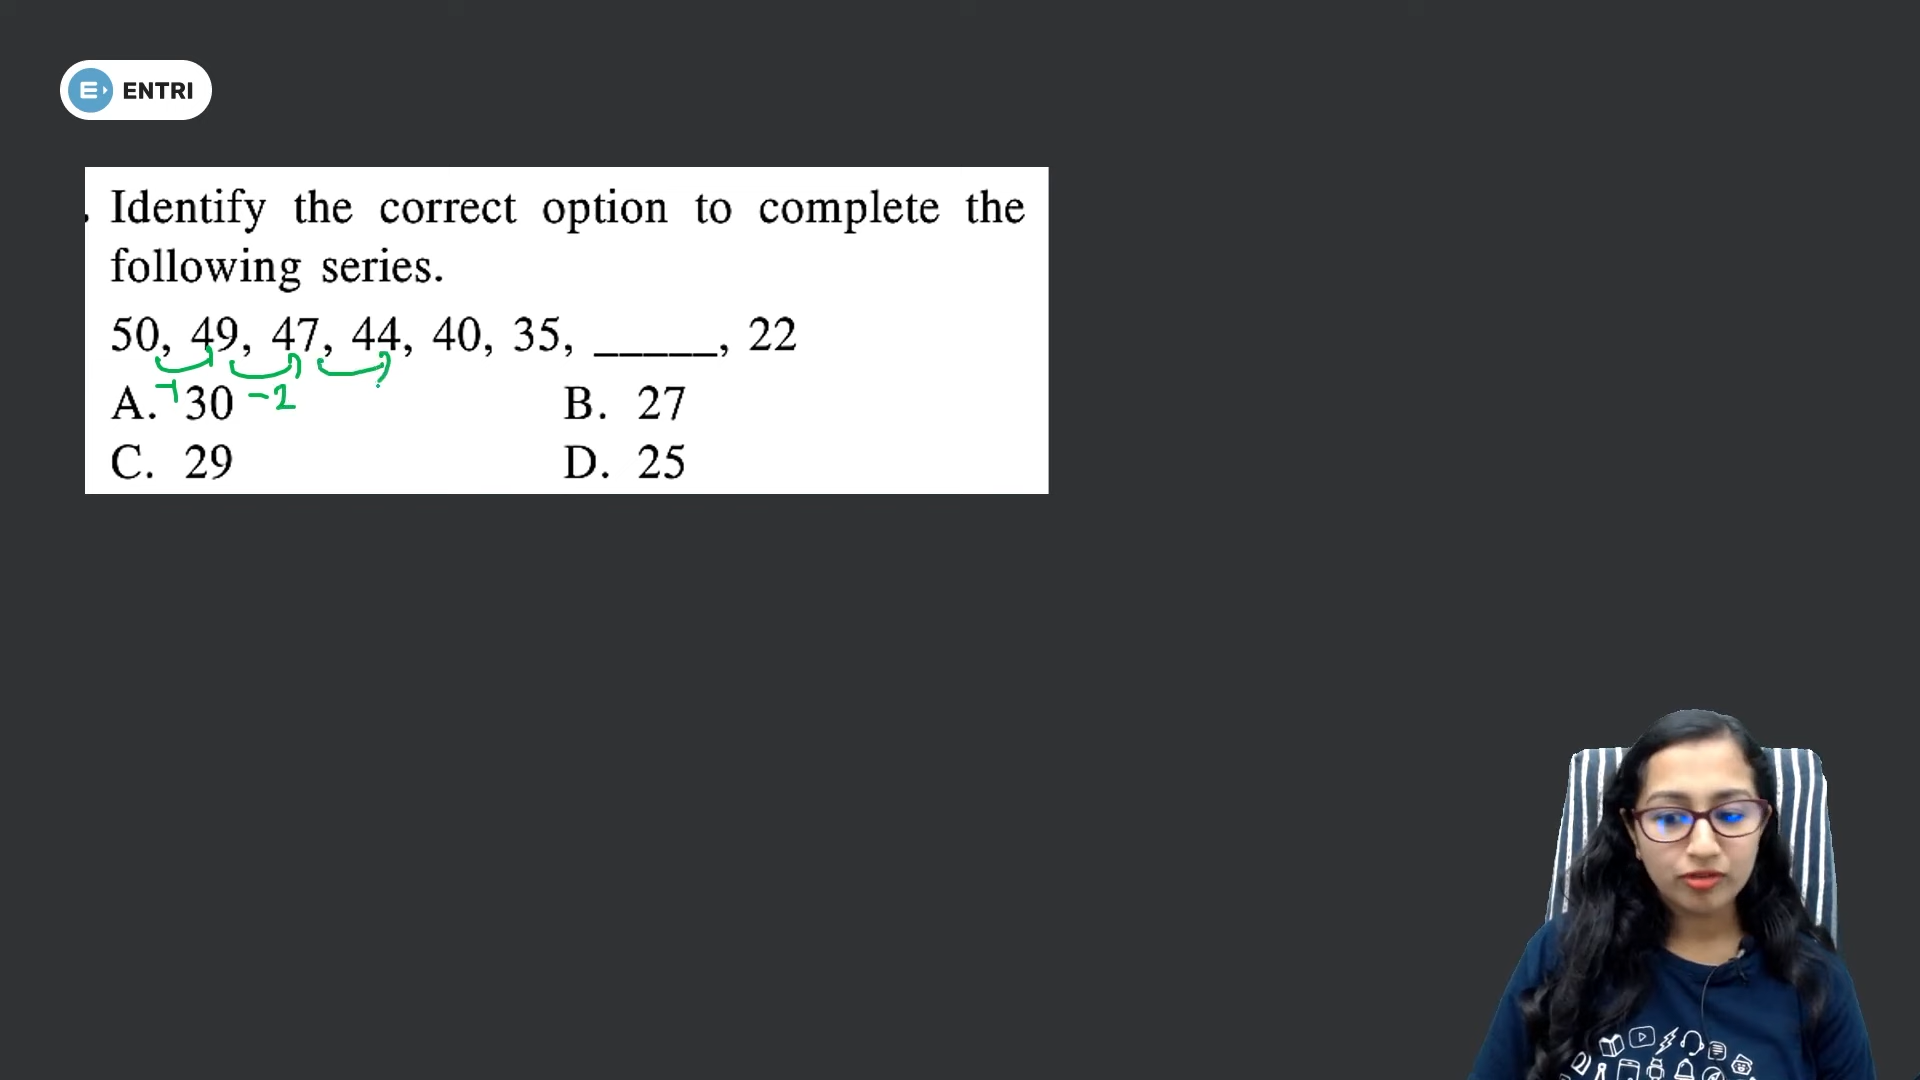 ENTRI
Identify the correct option to complete the
following series.
50, 49, 47, 44, 40, 35, _____, 22
-1 -2
A. 30 B. 27
C. 29 D. 25